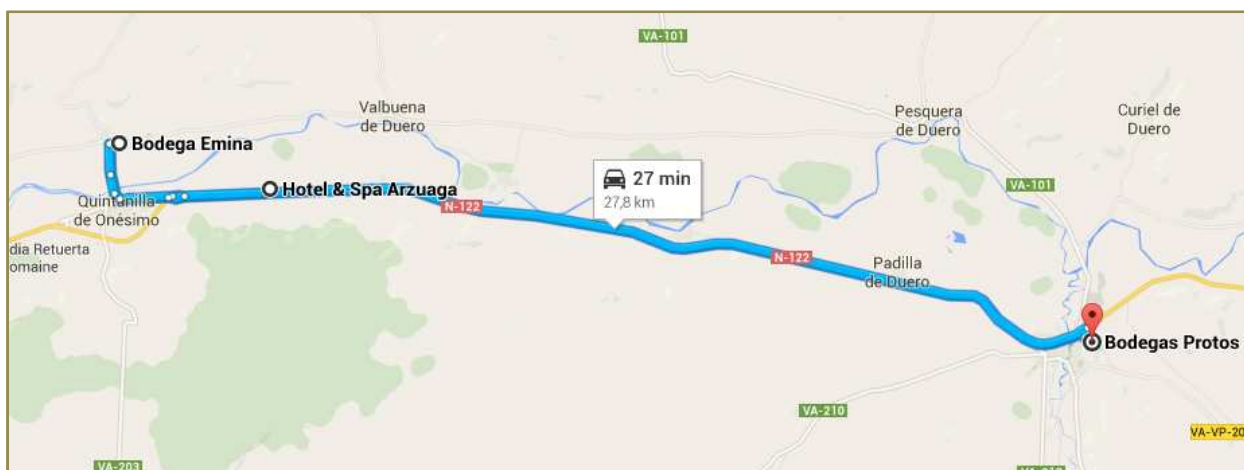 VA-101
Valbuena
de Duero
Pesquera
de Duero
Curiel de
Duero
Bodega Emina
27 min
27,8 km
Hotel & Spa Arzuaga
VA-101
Quintanilla
de Onésimo
N-122
dia Retuerta
omaine
N-122
Padilla
de Duero
Bodegas Protos
VA-210
VA-VP-20
VA-203